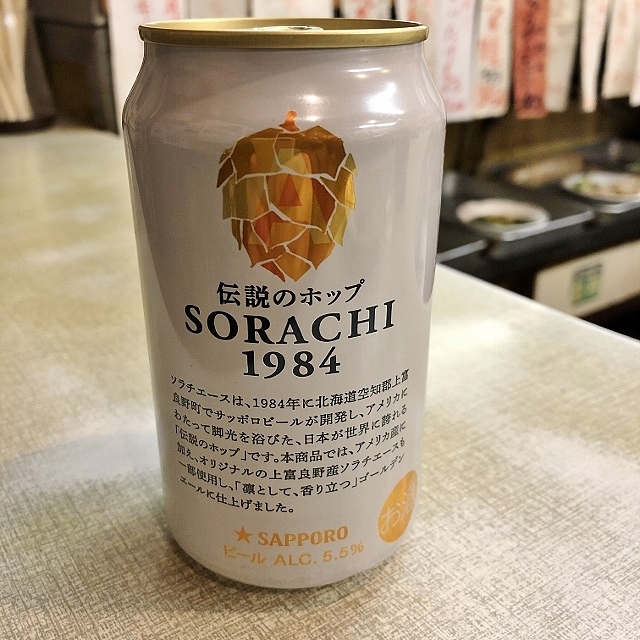 伝説のホップ
SORACHI
1984
ソラチエースは、1984年に北海道空知郡上富
良野町でサッポロビールが開発し、アメリカに
わたって脚光を浴びた、日本が世界に誇れる
「伝説のホップ」です。本商品では、アメリカ産に
加え、オリジナルの上富良野産ソラチエースも
一部使用し、「凛として、香り立つ」ゴールデン
エールに仕上げました。
お酒
★ SAPPORO
ビール ALC. 5.5%